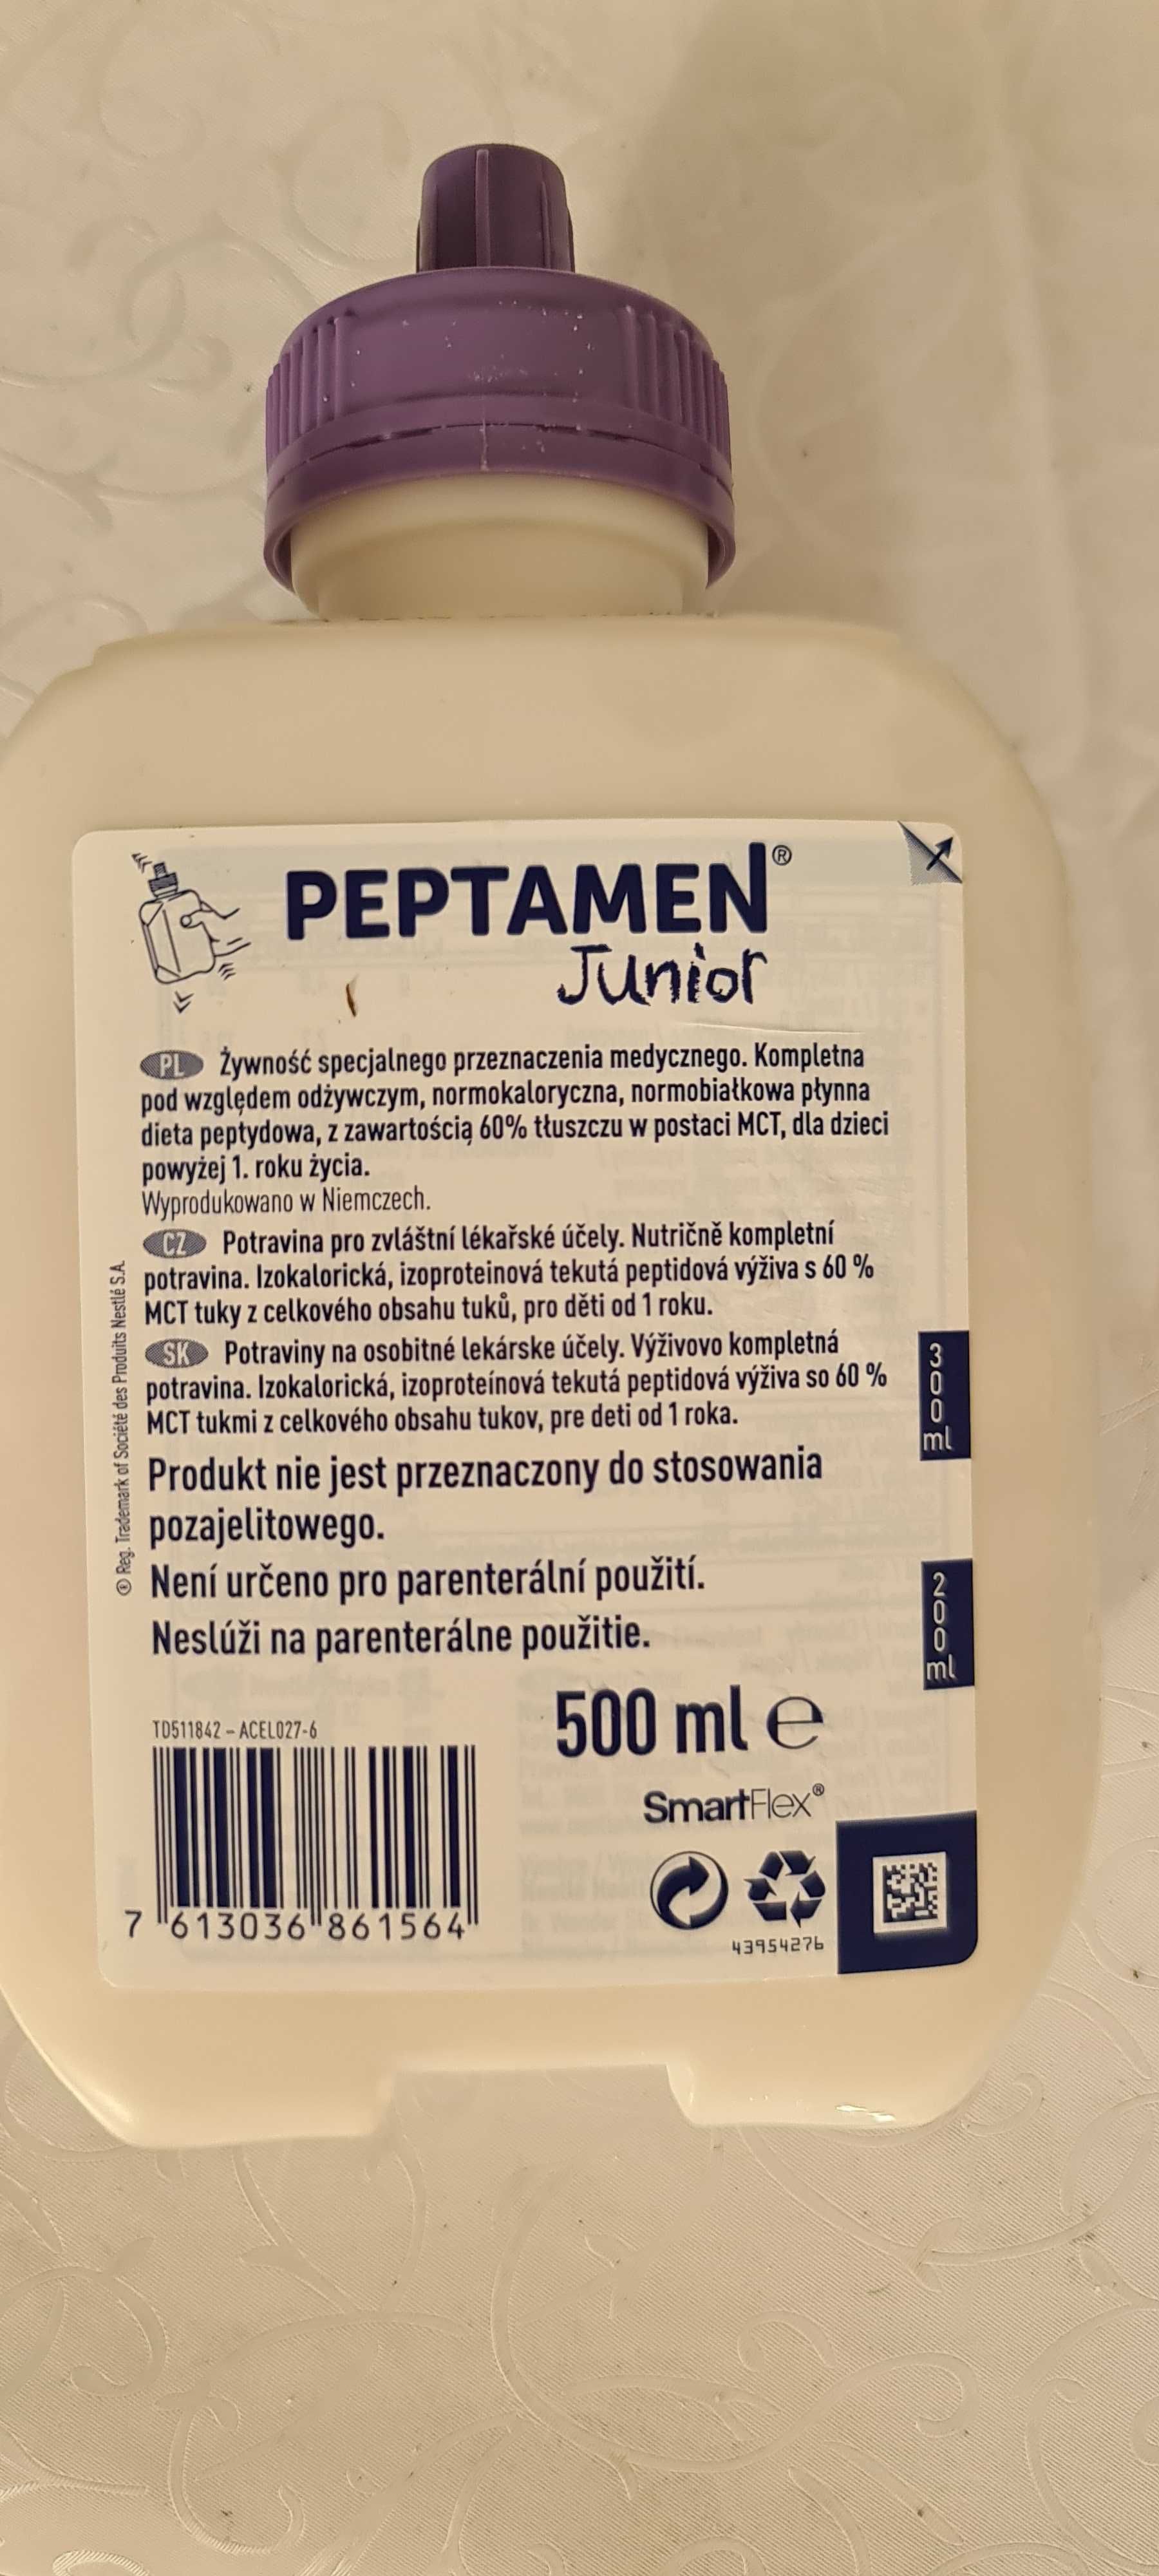 PEPTAMEN®
Junior
PL Żywność specjalnego przeznaczenia medycznego. Kompletna
pod względem odżywczym, normokaloryczna, normobiałkowa płynna
dieta peptydowa, z zawartością 60% tłuszczu w postaci MCT, dla dzieci
powyżej 1. roku życia.
Wyprodukowano w Niemczech.
CZ Potravina pro zvláštní lékařské účely. Nutričně kompletní
potravina. Izokalorická, izoproteinová tekutá peptidová výživa s 60 %
MCT tuky z celkového obsahu tuků, pro děti od 1 roku.
SK Potraviny na osobitné lekárske účely. Výživovo kompletná
potravina. Izokalorická, izoproteínová tekutá peptidová výživa so 60 %
MCT tukmi z celkového obsahu tukov, pre deti od 1 roka.
Produkt nie jest przeznaczony do stosowania
pozajelitowego.
Není určeno pro parenterální použití.
Neslúži na parenterálne použitie.
® Reg. Trademark of Société des Produits Nestlé S.A.
300 ml
200 ml
500 ml e
TD511842 – ACEL027-6
SmartFlex®
7 613036 861564
43954276